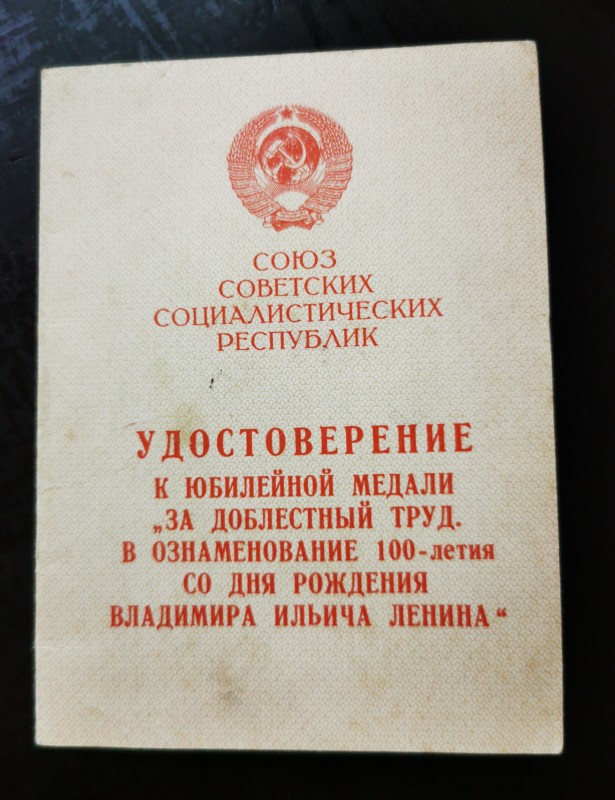 СОЮЗ
СОВЕТСКИХ
СОЦИАЛИСТИЧЕСКИХ
РЕСПУБЛИК
УДОСТОВЕРЕНИЕ
К ЮБИЛЕЙНОЙ МЕДАЛИ
„ЗА ДОБЛЕСТНЫЙ ТРУД.
В ОЗНАМЕНОВАНИЕ 100-летия
СО ДНЯ РОЖДЕНИЯ
ВЛАДИМИРА ИЛЬИЧА ЛЕНИНА“